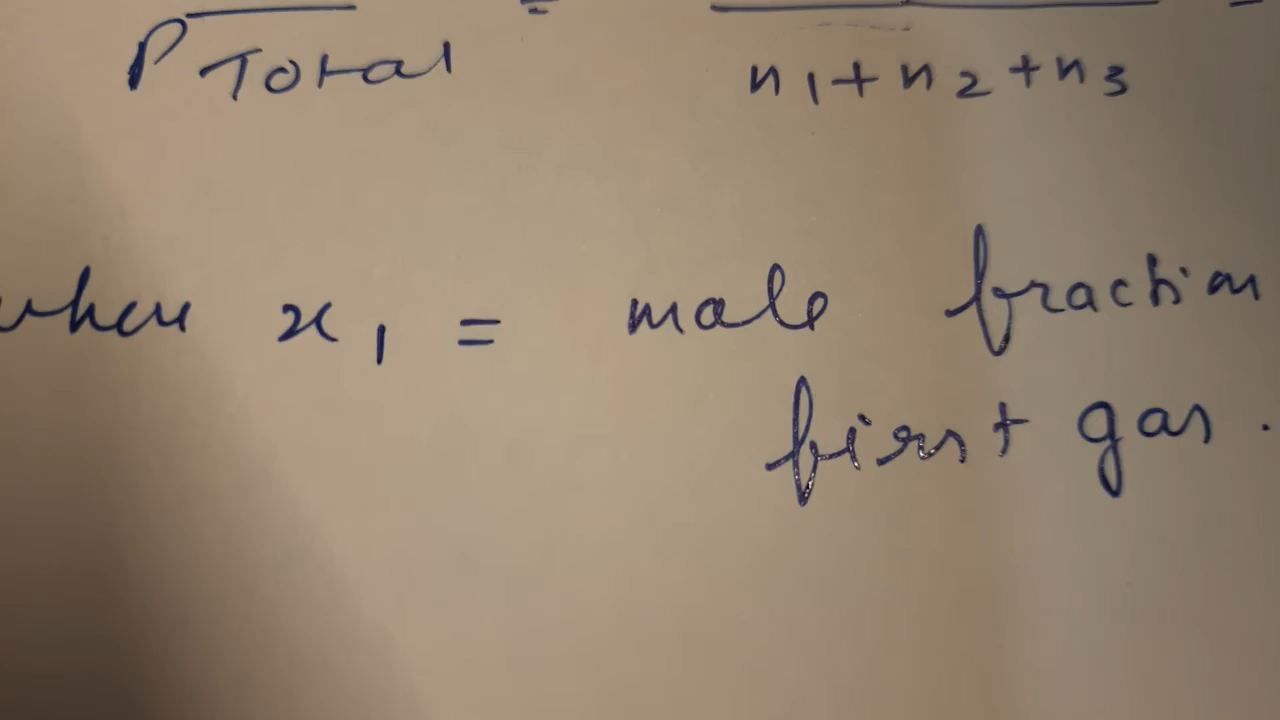 P Total = n1+n2+n3 =
where x1 = mole fraction
first gas.